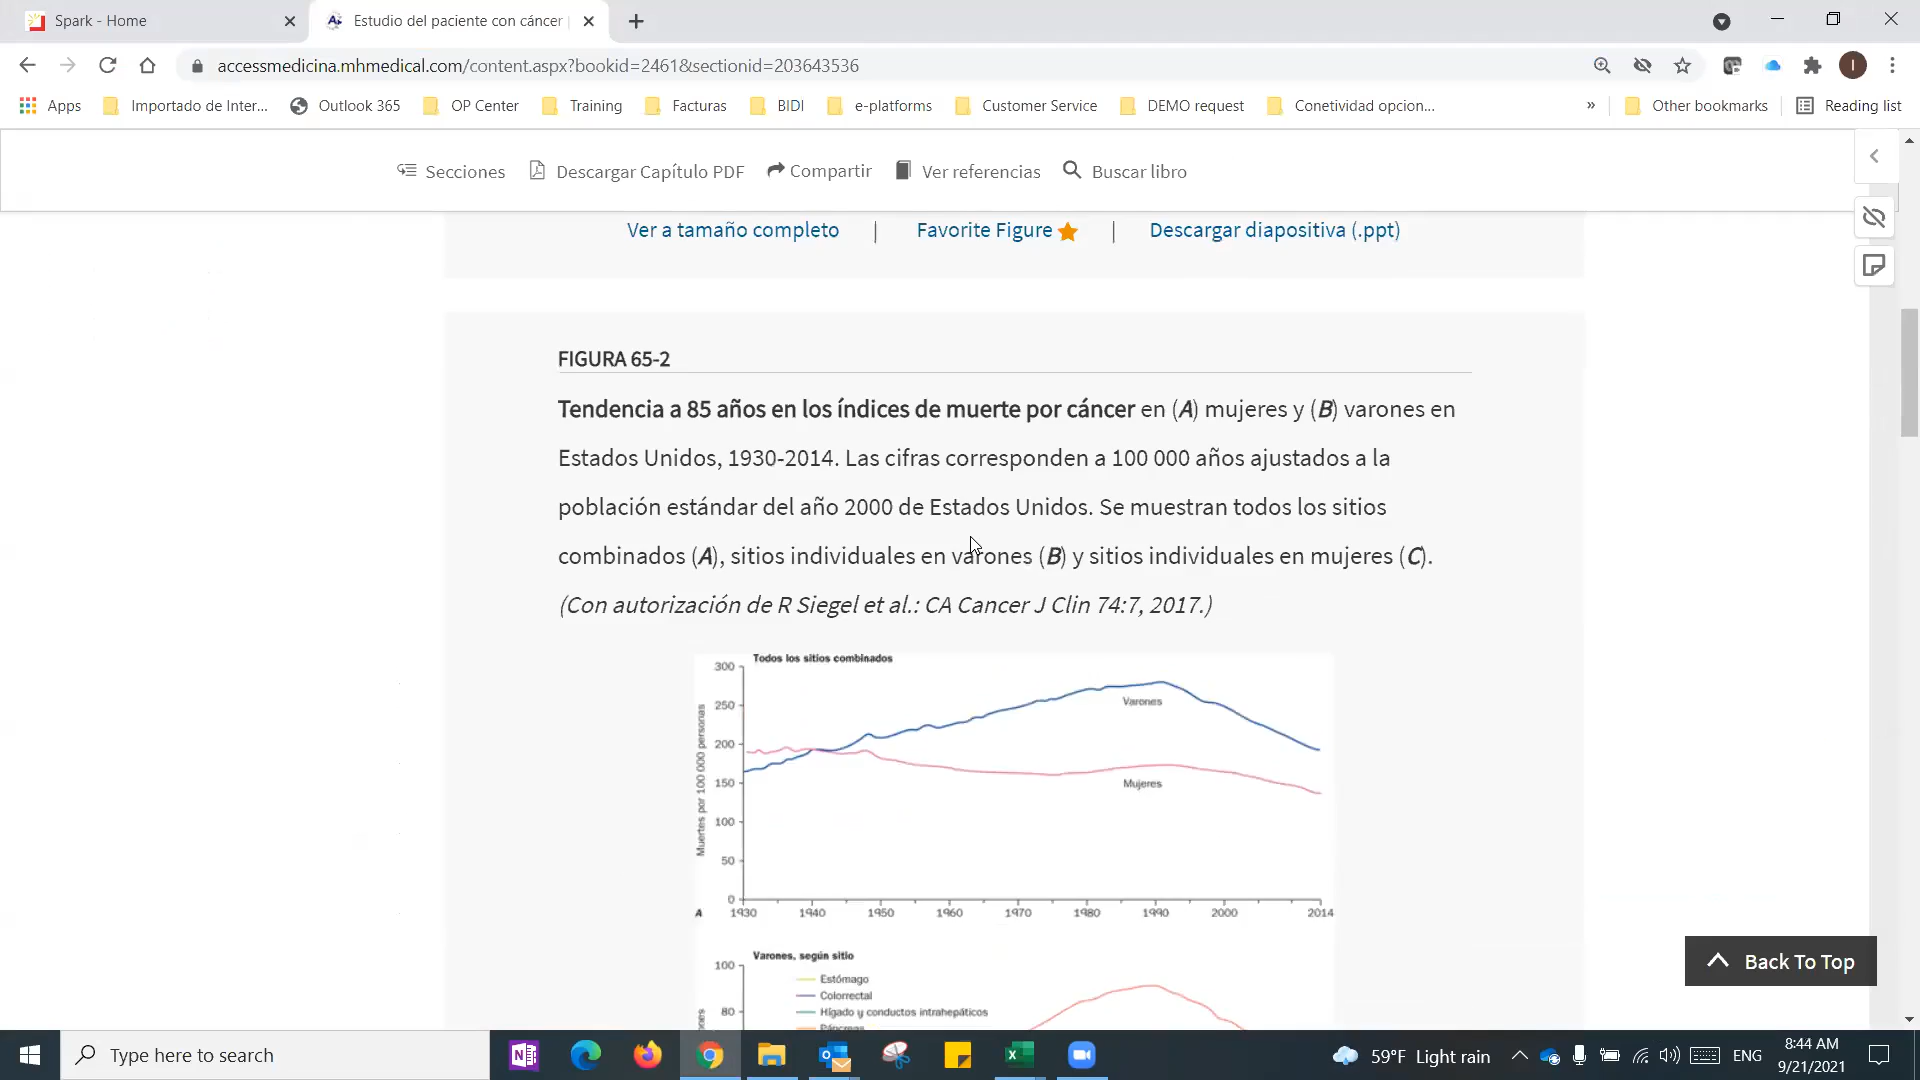 Spark - Home
Estudio del paciente con cáncer
accessmedicina.mhmedical.com/content.aspx?bookid=2461&sectionid=203643536
I
Apps
Importado de Inter...
Outlook 365
OP Center
Training
Facturas
BIDI
e-platforms
Customer Service
DEMO request
Conetividad opcion...
»
Other bookmarks
Reading list
Secciones
Descargar Capítulo PDF
Compartir
Ver referencias
Buscar libro
Ver a tamaño completo | Favorite Figure | Descargar diapositiva (.ppt)
FIGURA 65-2
Tendencia a 85 años en los índices de muerte por cáncer en (A) mujeres y (B) varones en
Estados Unidos, 1930-2014. Las cifras corresponden a 100 000 años ajustados a la
población estándar del año 2000 de Estados Unidos. Se muestran todos los sitios
combinados (A), sitios individuales en varones (B) y sitios individuales en mujeres (C).
(Con autorización de R Siegel et al.: CA Cancer J Clin 74:7, 2017.)
Todos los sitios combinados
300
250
200
150
100
50
0
Muertes por 100 000 personas
Varones
Mujeres
A
1930 1940 1950 1960 1970 1980 1990 2000 2014
Varones, según sitio
100
80
Estómago
Colorrectal
Hígado y conductos intrahepáticos
Páncreas
Back To Top
Type here to search
59°F Light rain
ENG
8:44 AM
9/21/2021